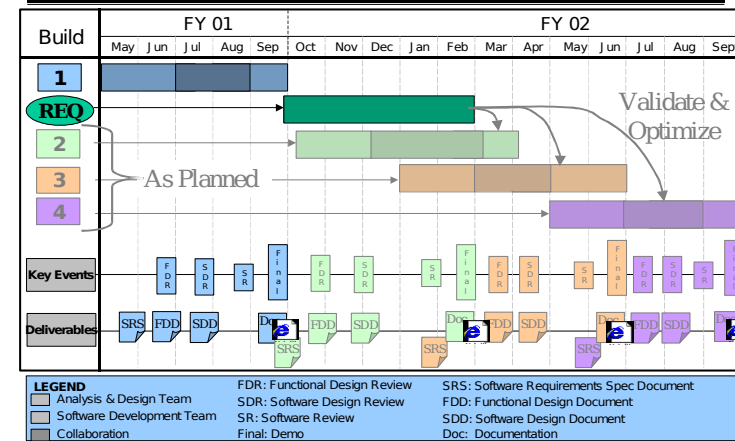 Build
FY 01
FY 02
May Jun Jul Aug Sep Oct Nov Dec Jan Feb Mar Apr May Jun Jul Aug Sep
1
REQ
2
3
4
As Planned
Validate &
Optimize
Key Events
FDR SDR SR Final FDR SDR SR Final FDR SDR SR Final FDR SDR SR
Deliverables
SRS FDD SDD Doc SRS FDD SDD SRS Doc FDD SDD SRS Doc FDD SDD
LEGEND
Analysis & Design Team
Software Development Team
Collaboration
FDR: Functional Design Review
SDR: Software Design Review
SR: Software Review
Final: Demo
SRS: Software Requirements Spec Document
FDD: Functional Design Document
SDD: Software Design Document
Doc: Documentation